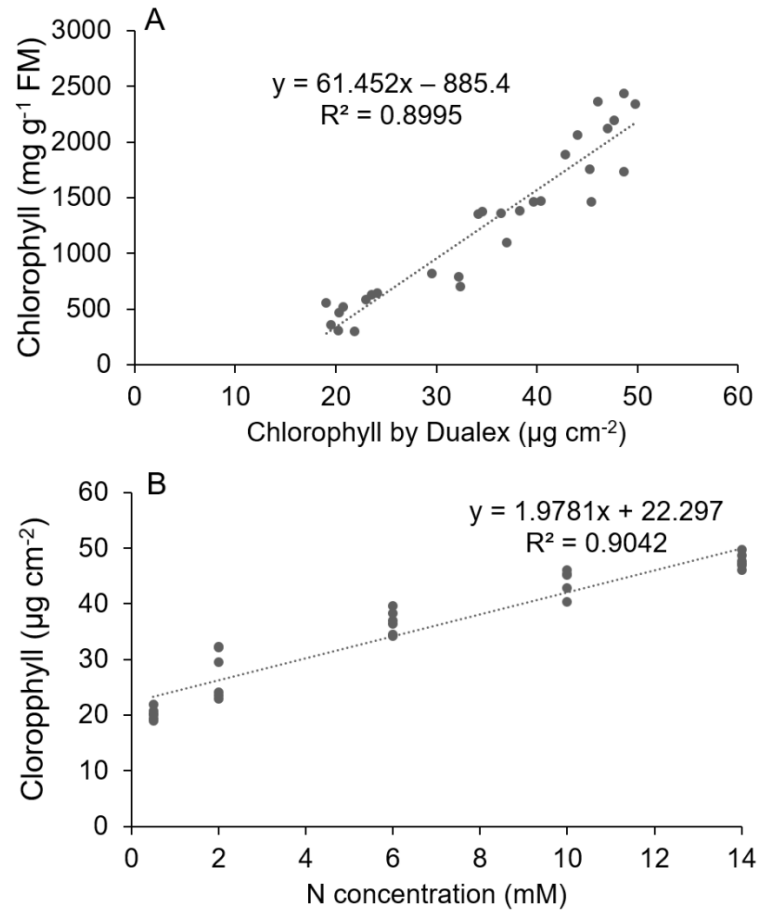 A
3000
2500
2000
1500
1000
500
0
Chlorophyll (mg g⁻¹ FM)
y = 61.452x – 885.4
R² = 0.8995
0 10 20 30 40 50 60
Chlorophyll by Dualex (µg cm⁻²)
B
60
50
40
30
20
10
0
Cloropphyll (µg cm⁻²)
y = 1.9781x + 22.297
R² = 0.9042
0 2 4 6 8 10 12 14
N concentration (mM)